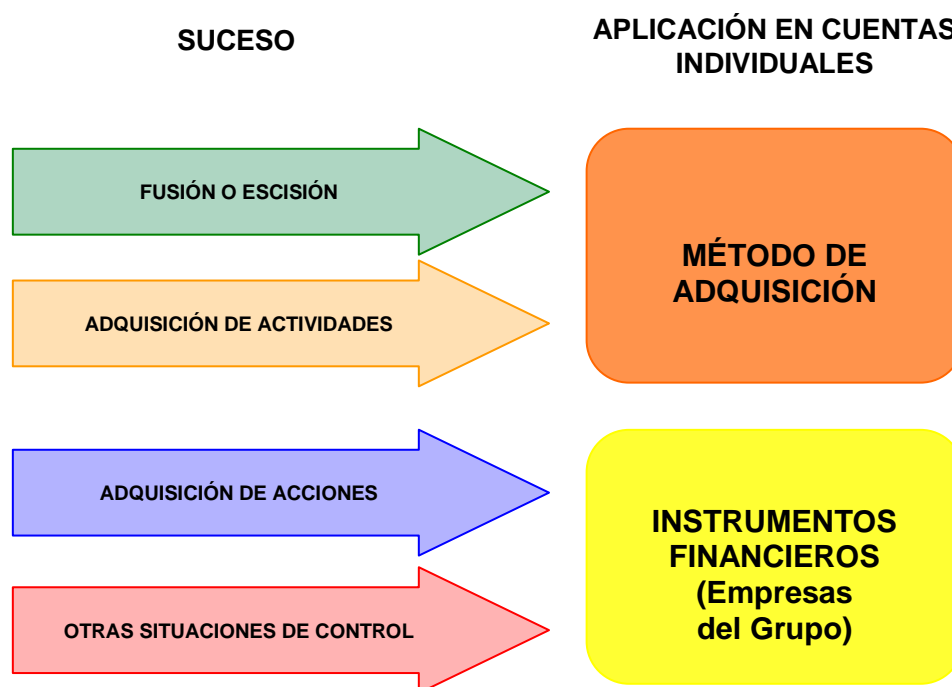 SUCESO
APLICACIÓN EN CUENTAS
INDIVIDUALES
FUSIÓN O ESCISIÓN
ADQUISICIÓN DE ACTIVIDADES
MÉTODO DE
ADQUISICIÓN
ADQUISICIÓN DE ACCIONES
OTRAS SITUACIONES DE CONTROL
INSTRUMENTOS
FINANCIEROS
(Empresas
del Grupo)